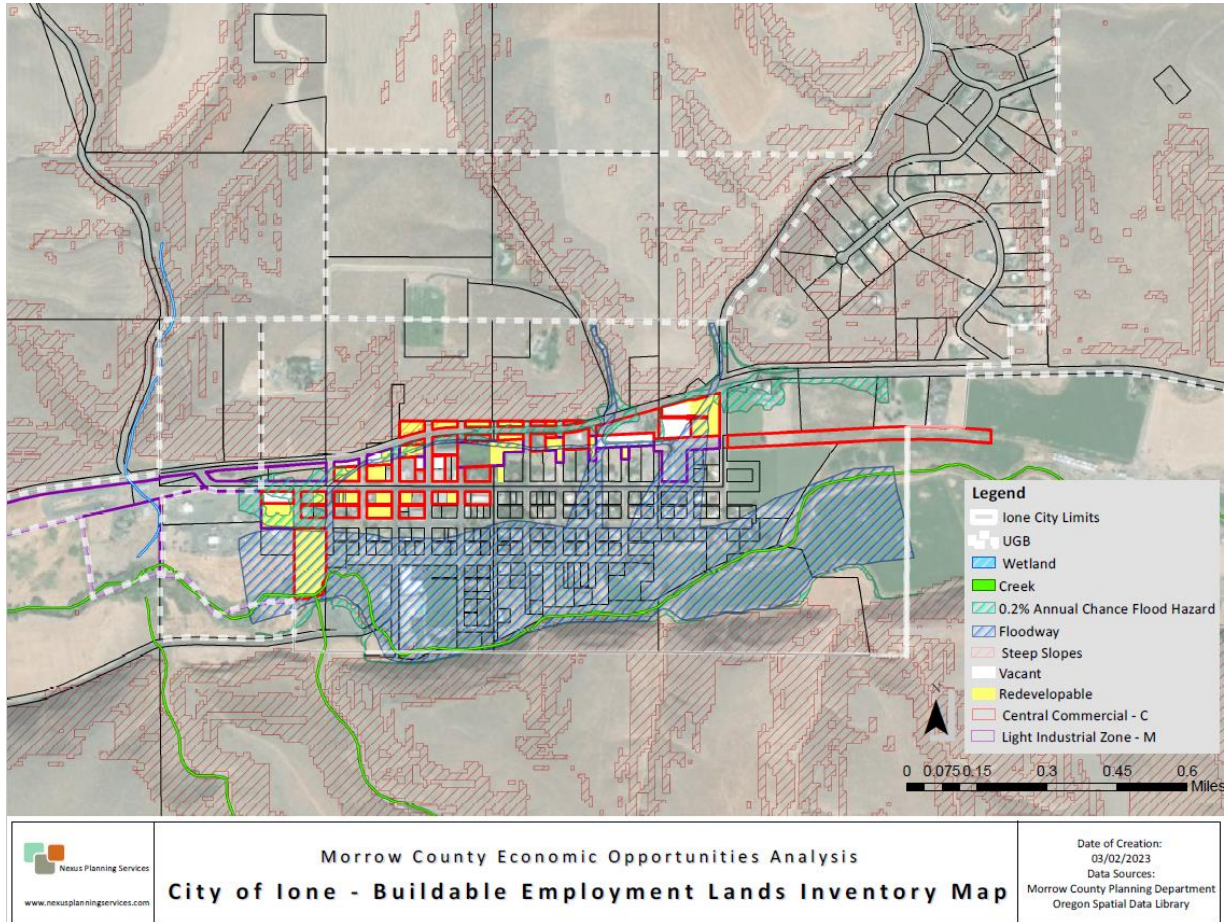 Legend
Ione City Limits
UGB
Wetland
Creek
0.2% Annual Chance Flood Hazard
Floodway
Steep Slopes
Vacant
Redevelopable
Central Commercial - C
Light Industrial Zone - M
N
0 0.075 0.15 0.3 0.45 0.6
Miles
Nexus Planning Services
www.nexusplanningservices.com
Morrow County Economic Opportunities Analysis
City of Ione - Buildable Employment Lands Inventory Map
Date of Creation:
03/02/2023
Data Sources:
Morrow County Planning Department
Oregon Spatial Data Library